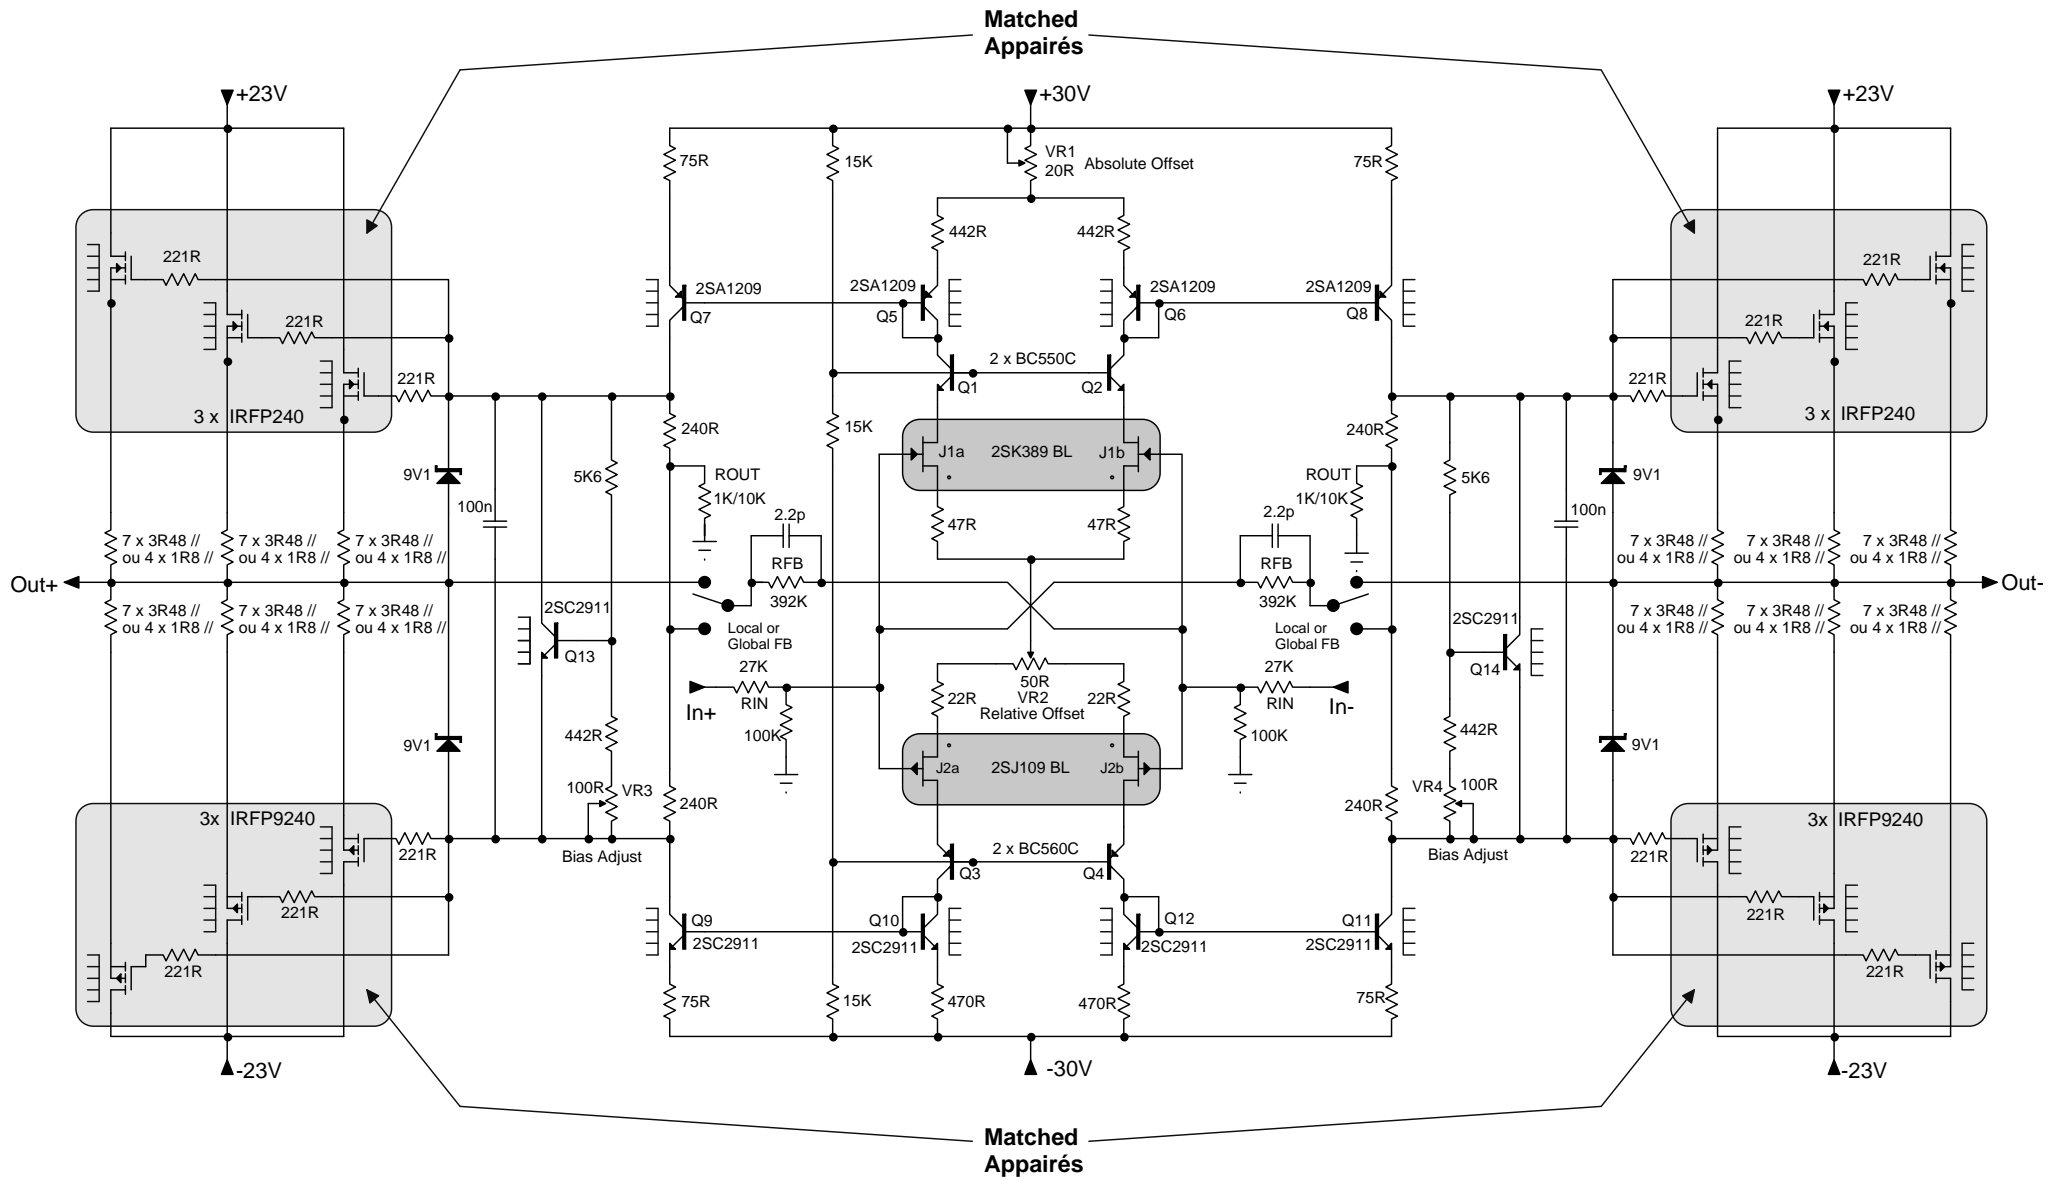 Matched
Appairés
+23V
+30V
+23V
75R
15K
VR1
20R
Absolute Offset
75R
442R
442R
221R
221R
2SA1209
Q7
2SA1209
Q5
2SA1209
Q6
2SA1209
Q8
221R
221R
2 x BC550C
Q1
Q2
221R
221R
3 x IRFP240
3 x IRFP240
240R
15K
240R
J1a
2SK389 BL
J1b
9V1
5K6
ROUT
1K/10K
ROUT
1K/10K
5K6
9V1
100n
2.2p
47R
47R
2.2p
100n
7 x 3R48 //
ou 4 x 1R8 //
7 x 3R48 //
ou 4 x 1R8 //
7 x 3R48 //
ou 4 x 1R8 //
RFB
392K
RFB
392K
7 x 3R48 //
ou 4 x 1R8 //
7 x 3R48 //
ou 4 x 1R8 //
7 x 3R48 //
ou 4 x 1R8 //
Out+
Out-
7 x 3R48 //
ou 4 x 1R8 //
7 x 3R48 //
ou 4 x 1R8 //
7 x 3R48 //
ou 4 x 1R8 //
2SC2911
Q13
Local or
Global FB
Local or
Global FB
2SC2911
Q14
7 x 3R48 //
ou 4 x 1R8 //
7 x 3R48 //
ou 4 x 1R8 //
7 x 3R48 //
ou 4 x 1R8 //
27K
RIN
In+
22R
50R
VR2
Relative Offset
22R
27K
RIN
In-
9V1
442R
100K
100K
442R
9V1
J2a
2SJ109 BL
J2b
100R
VR3
240R
240R
VR4
100R
3x IRFP9240
3x IRFP9240
221R
Bias Adjust
2 x BC560C
Q3
Q4
Bias Adjust
221R
221R
221R
Q9
2SC2911
Q10
2SC2911
Q12
2SC2911
Q11
2SC2911
221R
221R
75R
15K
470R
470R
75R
-23V
-30V
-23V
Matched
Appairés